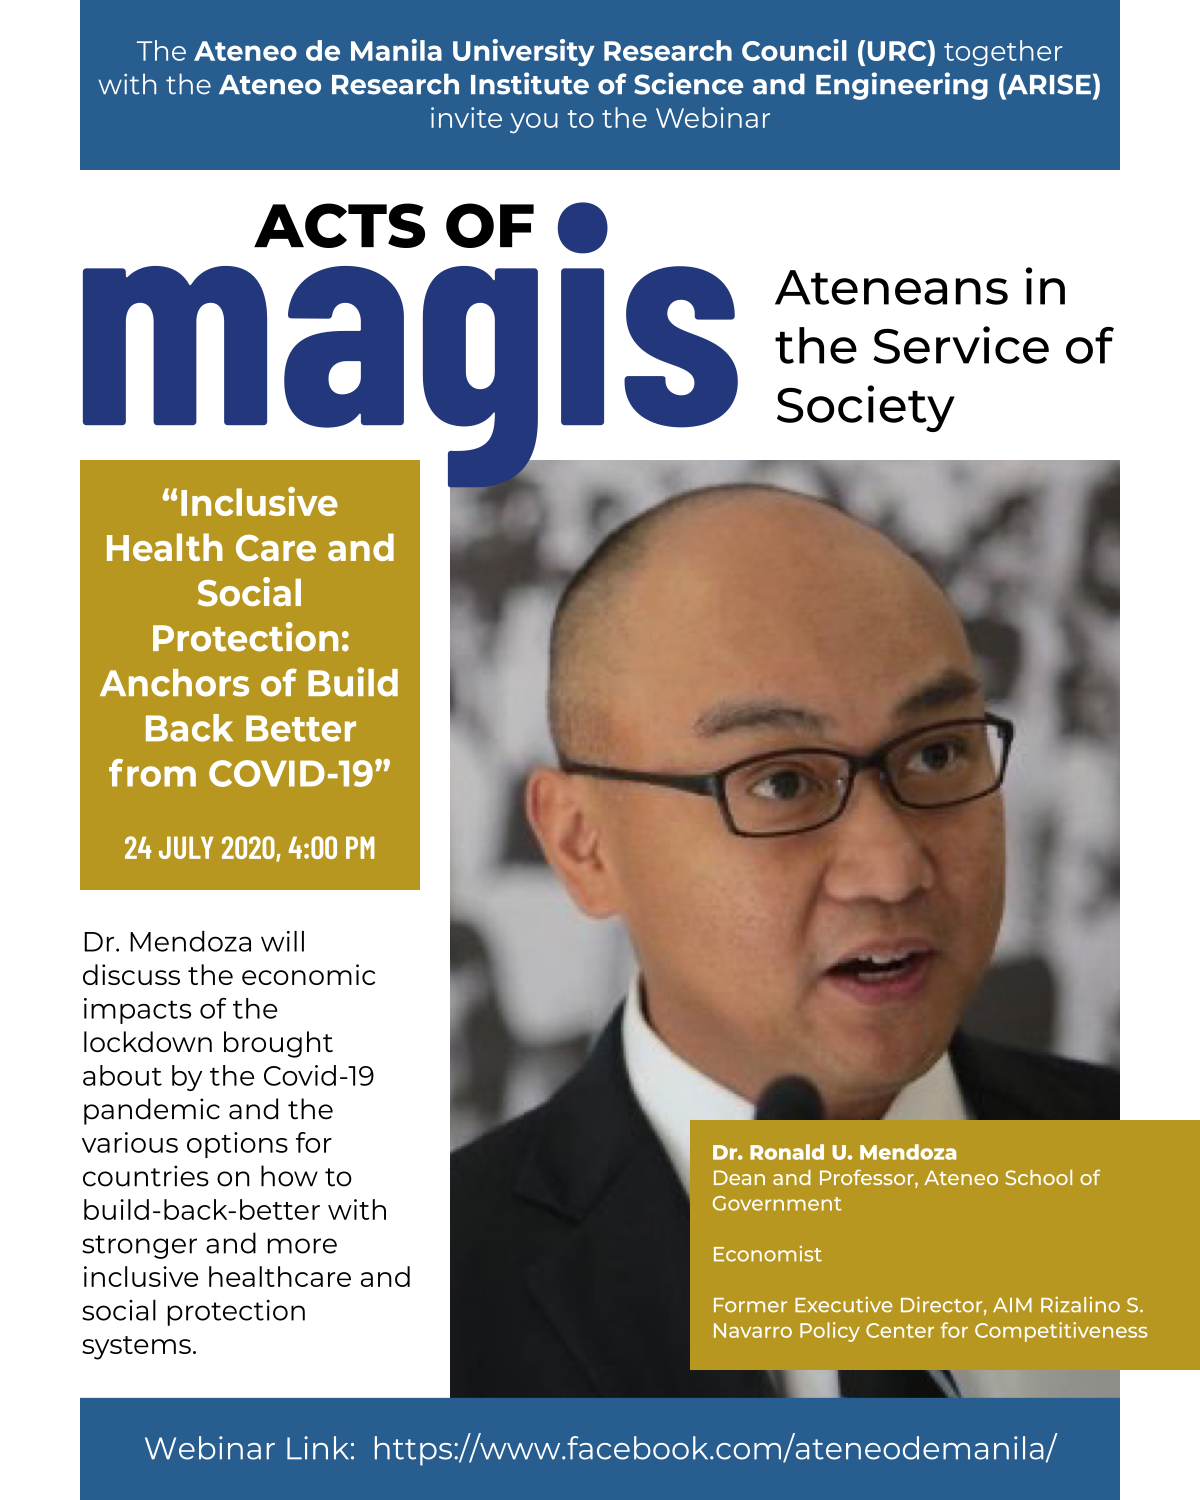 The Ateneo de Manila University Research Council (URC) together
with the Ateneo Research Institute of Science and Engineering (ARISE)
invite you to the Webinar
ACTS OF
magis
Ateneans in
the Service of
Society
“Inclusive
Health Care and
Social
Protection:
Anchors of Build
Back Better
from COVID-19”
24 JULY 2020, 4:00 PM
Dr. Mendoza will
discuss the economic
impacts of the
lockdown brought
about by the Covid-19
pandemic and the
various options for
countries on how to
build-back-better with
stronger and more
inclusive healthcare and
social protection
systems.
Dr. Ronald U. Mendoza
Dean and Professor, Ateneo School of
Government
Economist
Former Executive Director, AIM Rizalino S.
Navarro Policy Center for Competitiveness
Webinar Link: https://www.facebook.com/ateneodemanila/